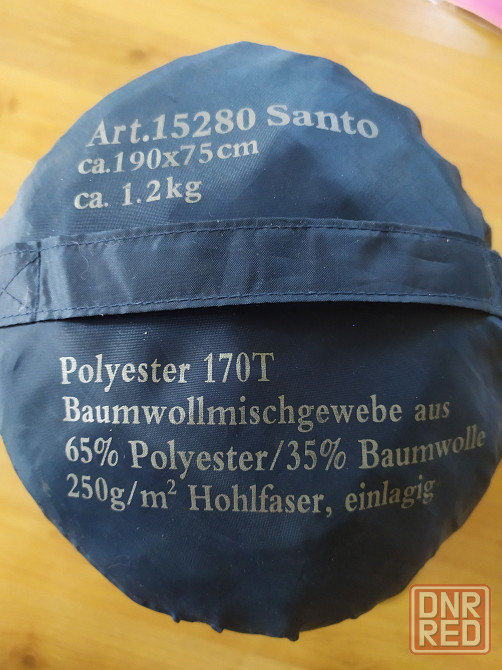 Art.15280 Santo
ca.190x75cm
ca. 1.2kg
Polyester 170T
Baumwollmischgewebe aus
65% Polyester/35% Baumwolle
250g/m² Hohlfaser, einlagig
DNR
RED